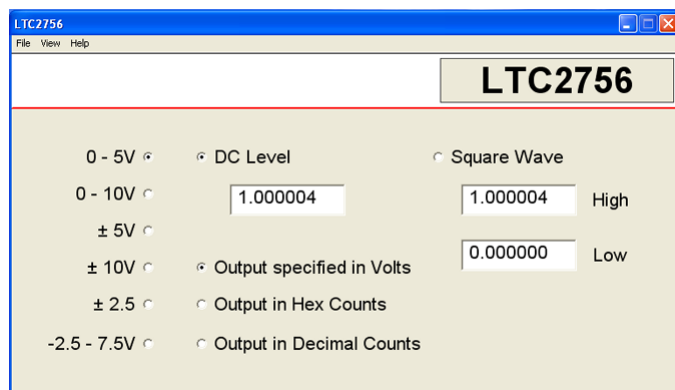 LTC2756
File View Help
LTC2756
0 - 5V DC Level Square Wave
0 - 10V 1.000004 1.000004 High
± 5V
0.000000 Low
± 10V Output specified in Volts
± 2.5 Output in Hex Counts
-2.5 - 7.5V Output in Decimal Counts